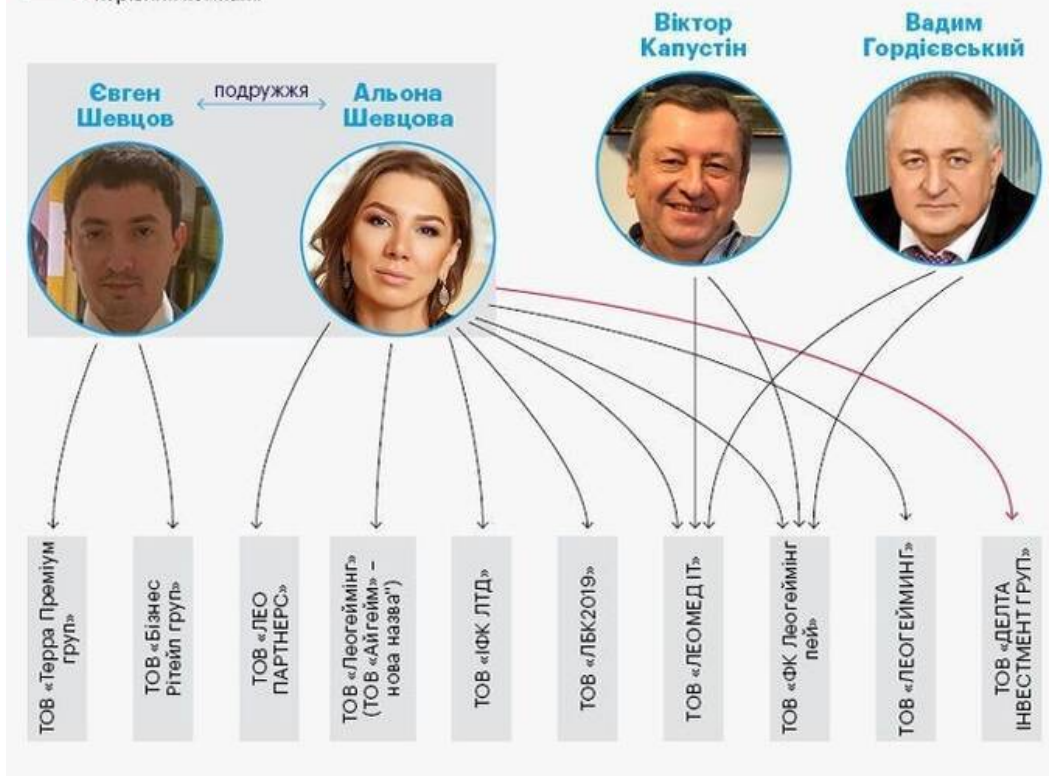 Віктор
Капустін
Вадим
Гордієвський
Євген
Шевцов
подружжя
Альона
Шевцова
ТОВ «Терра Преміум
груп»
ТОВ «Бізнес
Рітейл груп»
ТОВ «ЛЕО
ПАРТНЕРС»
ТОВ «Леогеймінг»
(ТОВ «Айгейм» –
нова назва")
ТОВ «ІФК ЛТД»
ТОВ «ЛБК2019»
ТОВ «ЛЕОМЕД ІТ»
ТОВ «ФК Леогеймінг
пей»
ТОВ «ЛЕОГЕЙМИНГ»
ТОВ «ДЕЛТА
ІНВЕСТМЕНТ ГРУП»